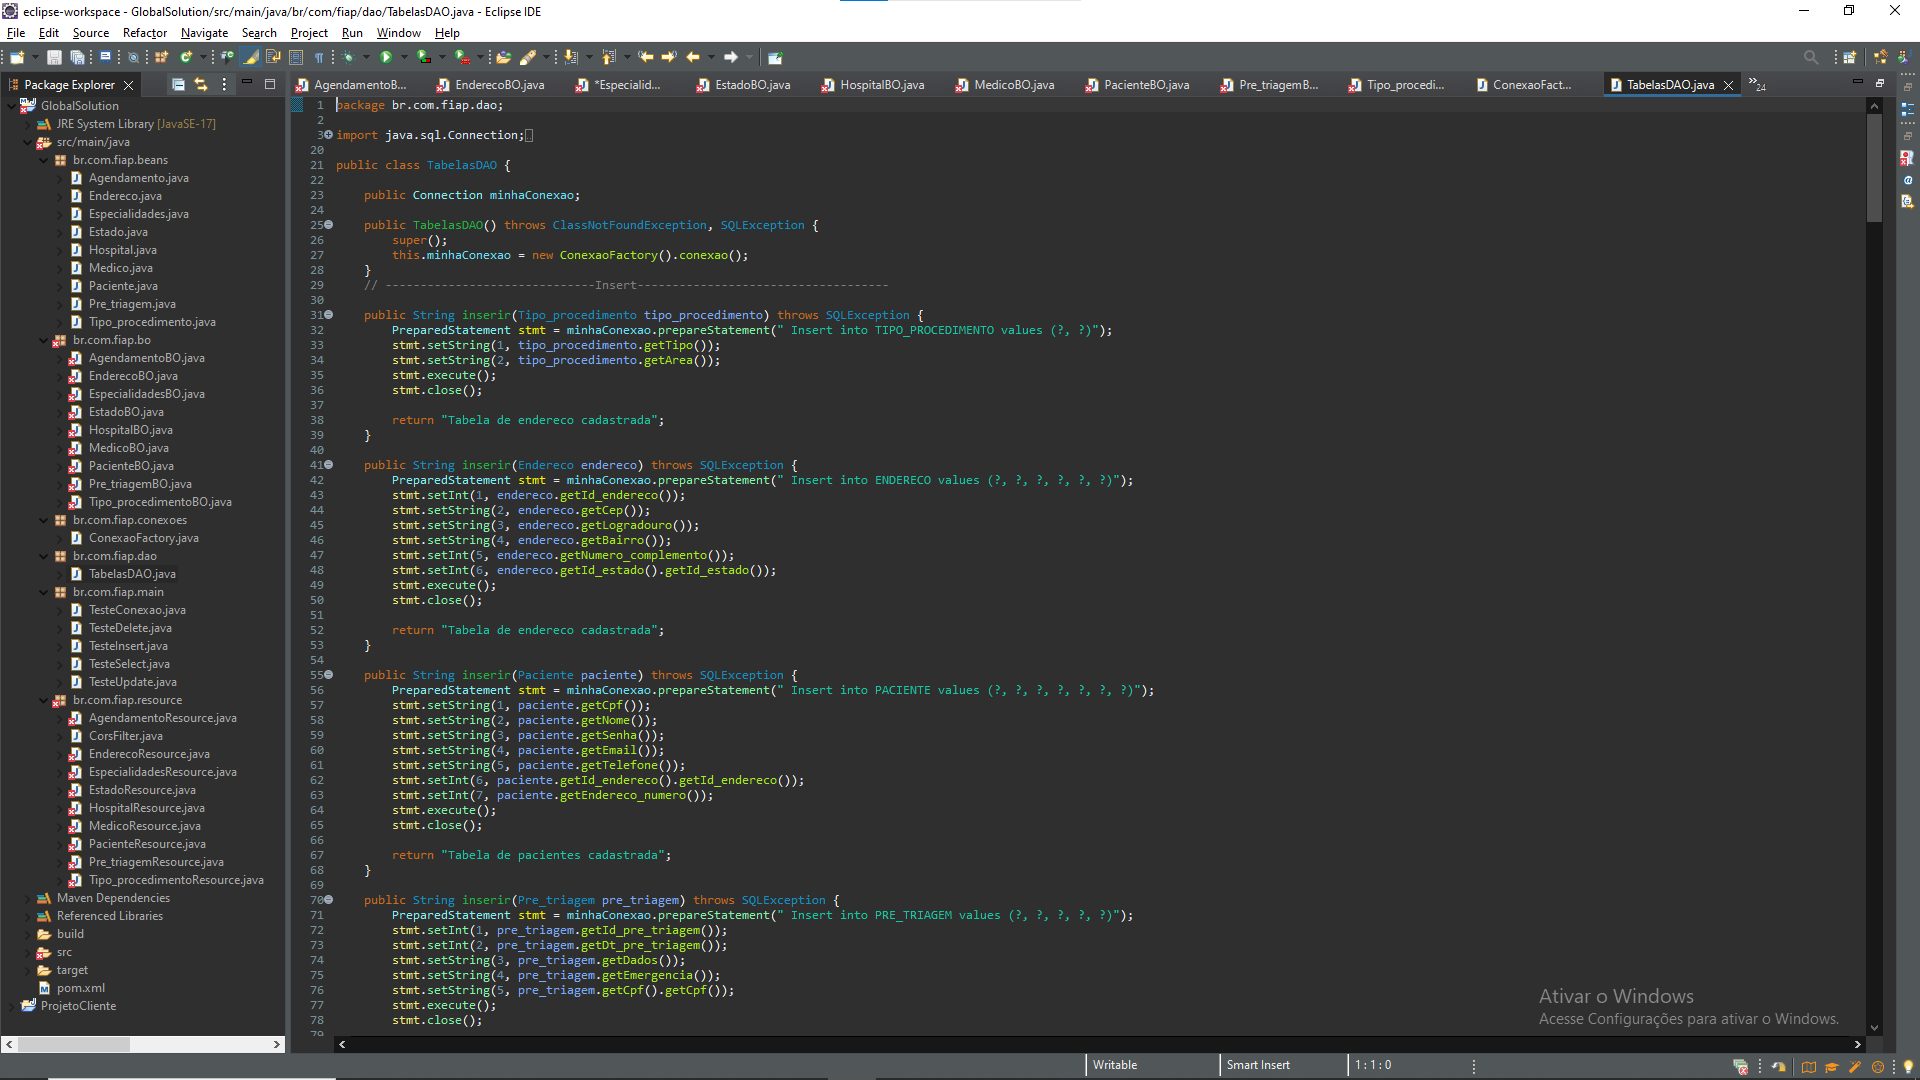 eclipse-workspace - GlobalSolution/src/main/java/br/com/fiap/dao/TabelasDAO.java - Eclipse IDE
File Edit Source Refactor Navigate Search Project Run Window Help
Package Explorer
AgendamentoB... EnderecoBO.java *Especialid... EstadoBO.java HospitalBO.java MedicoBO.java PacienteBO.java Pre_triagemB... Tipo_procedi... ConexaoFact... TabelasDAO.java »24
GlobalSolution
JRE System Library [JavaSE-17]
src/main/java
br.com.fiap.beans
Agendamento.java
Endereco.java
Especialidades.java
Estado.java
Hospital.java
Medico.java
Paciente.java
Pre_triagem.java
Tipo_procedimento.java
br.com.fiap.bo
AgendamentoBO.java
EnderecoBO.java
EspecialidadesBO.java
EstadoBO.java
HospitalBO.java
MedicoBO.java
PacienteBO.java
Pre_triagemBO.java
Tipo_procedimentoBO.java
br.com.fiap.conexoes
ConexaoFactory.java
br.com.fiap.dao
TabelasDAO.java
br.com.fiap.main
TesteConexao.java
TesteDelete.java
TesteInsert.java
TesteSelect.java
TesteUpdate.java
br.com.fiap.resource
AgendamentoResource.java
CorsFilter.java
EnderecoResource.java
EspecialidadesResource.java
EstadoResource.java
HospitalResource.java
MedicoResource.java
PacienteResource.java
Pre_triagemResource.java
Tipo_procedimentoResource.java
Maven Dependencies
Referenced Libraries
build
src
target
pom.xml
ProjetoCliente
1 package br.com.fiap.dao;
2
3 import java.sql.Connection;
20
21 public class TabelasDAO {
22
23 public Connection minhaConexao;
24
25 public TabelasDAO() throws ClassNotFoundException, SQLException {
26 super();
27 this.minhaConexao = new ConexaoFactory().conexao();
28 }
29 // ------------------------------Insert------------------------------------
30
31 public String inserir(Tipo_procedimento tipo_procedimento) throws SQLException {
32 PreparedStatement stmt = minhaConexao.prepareStatement(" Insert into TIPO_PROCEDIMENTO values (?, ?)");
33 stmt.setString(1, tipo_procedimento.getTipo());
34 stmt.setString(2, tipo_procedimento.getArea());
35 stmt.execute();
36 stmt.close();
37
38 return "Tabela de endereco cadastrada";
39 }
40
41 public String inserir(Endereco endereco) throws SQLException {
42 PreparedStatement stmt = minhaConexao.prepareStatement(" Insert into ENDERECO values (?, ?, ?, ?, ?, ?)");
43 stmt.setInt(1, endereco.getId_endereco());
44 stmt.setString(2, endereco.getCep());
45 stmt.setString(3, endereco.getLogradouro());
46 stmt.setString(4, endereco.getBairro());
47 stmt.setInt(5, endereco.getNumero_complemento());
48 stmt.setInt(6, endereco.getId_estado().getId_estado());
49 stmt.execute();
50 stmt.close();
51
52 return "Tabela de endereco cadastrada";
53 }
54
55 public String inserir(Paciente paciente) throws SQLException {
56 PreparedStatement stmt = minhaConexao.prepareStatement(" Insert into PACIENTE values (?, ?, ?, ?, ?, ?, ?)");
57 stmt.setString(1, paciente.getCpf());
58 stmt.setString(2, paciente.getNome());
59 stmt.setString(3, paciente.getSenha());
60 stmt.setString(4, paciente.getEmail());
61 stmt.setString(5, paciente.getTelefone());
62 stmt.setInt(6, paciente.getId_endereco().getId_endereco());
63 stmt.setInt(7, paciente.getEndereco_numero());
64 stmt.execute();
65 stmt.close();
66
67 return "Tabela de pacientes cadastrada";
68 }
69
70 public String inserir(Pre_triagem pre_triagem) throws SQLException {
71 PreparedStatement stmt = minhaConexao.prepareStatement(" Insert into PRE_TRIAGEM values (?, ?, ?, ?, ?)");
72 stmt.setInt(1, pre_triagem.getId_pre_triagem());
73 stmt.setInt(2, pre_triagem.getDt_pre_triagem());
74 stmt.setString(3, pre_triagem.getDados());
75 stmt.setString(4, pre_triagem.getEmergencia());
76 stmt.setString(5, pre_triagem.getCpf().getCpf());
77 stmt.execute();
78 stmt.close();
79
Ativar o Windows
Acesse Configurações para ativar o Windows.
Writable Smart Insert 1 : 1 : 0